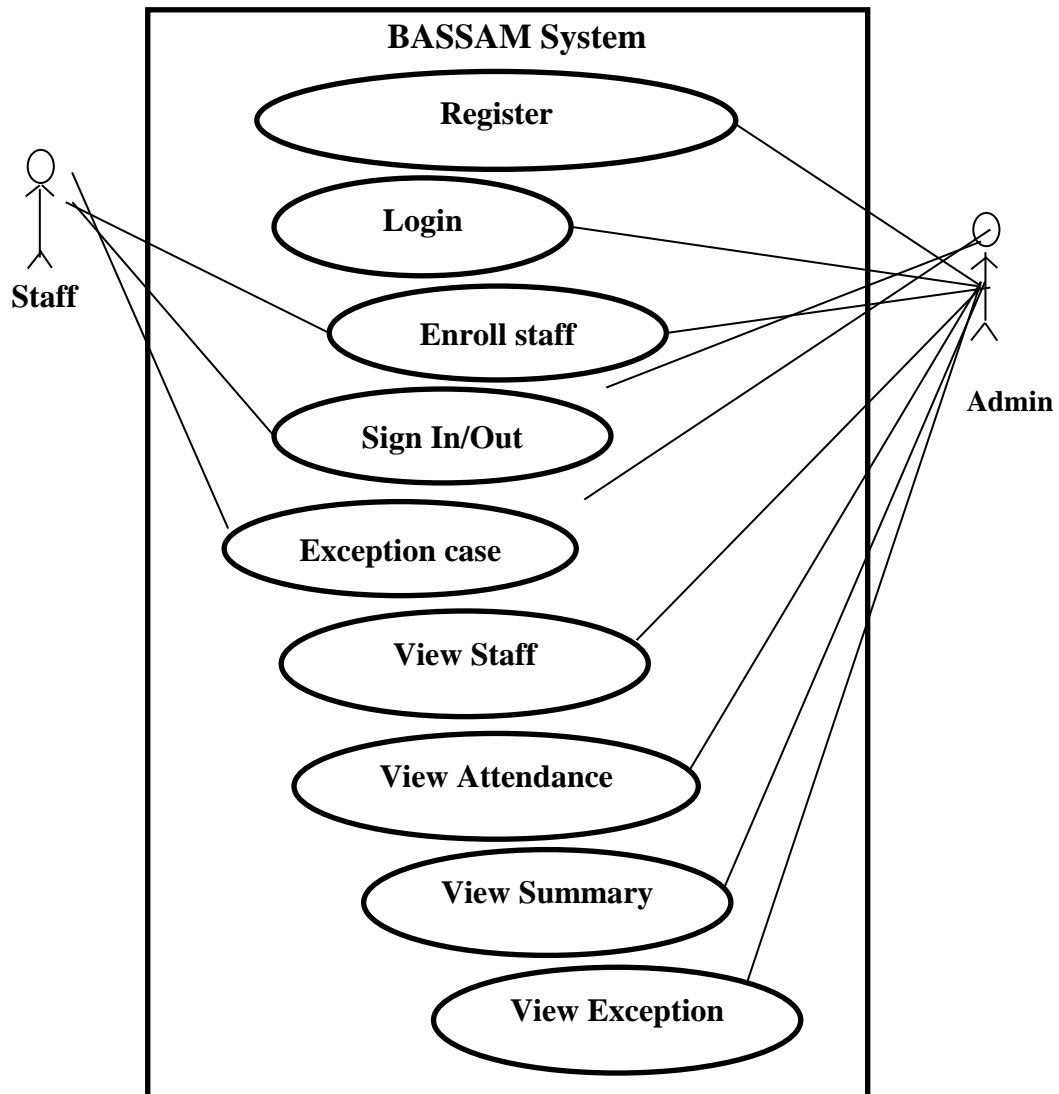 BASSAM System
Register
Login
Staff
Enroll staff
Admin
Sign In/Out
Exception case
View Staff
View Attendance
View Summary
View Exception